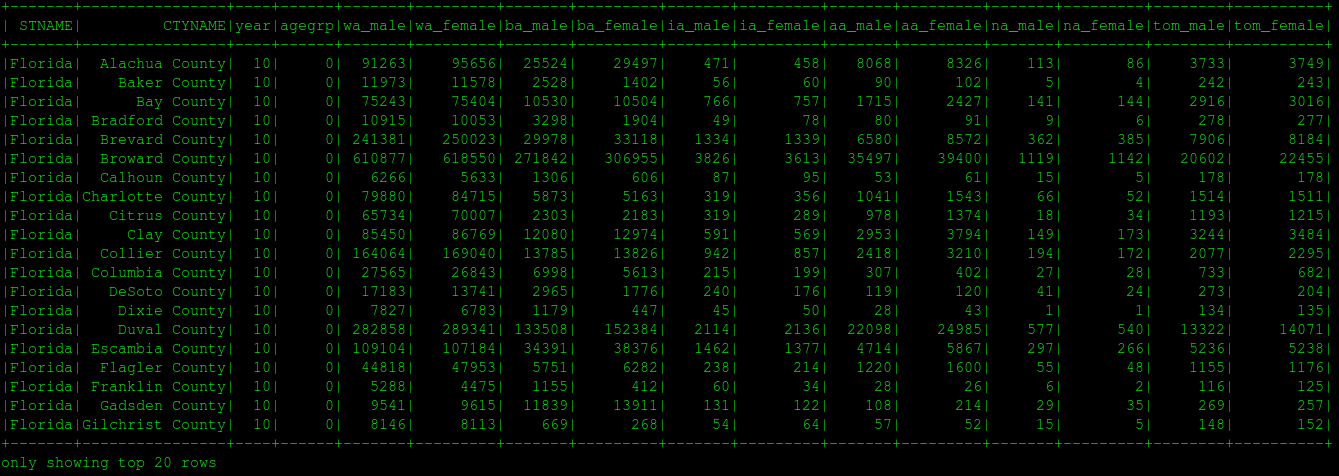 +-------+----------------+----+------+-------+---------+-------+---------+-------+---------+-------+---------+-------+---------+--------+----------+
| STNAME|         CTYNAME|year|agegrp|wa_male|wa_female|ba_male|ba_female|ia_male|ia_female|aa_male|aa_female|na_male|na_female|tom_male|tom_female|
+-------+----------------+----+------+-------+---------+-------+---------+-------+---------+-------+---------+-------+---------+--------+----------+
|Florida|  Alachua County|  10|     0|  91263|    95656|  25524|    29497|    471|      458|   8068|     8326|    113|       86|    3733|      3749|
|Florida|    Baker County|  10|     0|  11973|    11578|   2528|     1402|     56|       60|     90|      102|      5|        4|     242|       243|
|Florida|      Bay County|  10|     0|  75243|    75404|  10530|    10504|    766|      757|   1715|     2427|    141|      144|    2916|      3016|
|Florida| Bradford County|  10|     0|  10915|    10053|   3298|     1904|     49|       78|     80|       91|      9|        6|     278|       277|
|Florida|  Brevard County|  10|     0| 241381|   250023|  29978|    33118|   1334|     1339|   6580|     8572|    362|      385|    7906|      8184|
|Florida|  Broward County|  10|     0| 610877|   618550| 271842|   306955|   3826|     3613|  35497|    39400|   1119|     1142|   20602|     22455|
|Florida|  Calhoun County|  10|     0|   6266|     5633|   1306|      606|     87|       95|     53|       61|     15|        5|     178|       178|
|Florida|Charlotte County|  10|     0|  79880|    84715|   5873|     5163|    319|      356|   1041|     1543|     66|       52|    1514|      1511|
|Florida|   Citrus County|  10|     0|  65734|    70007|   2303|     2183|    319|      289|    978|     1374|     18|       34|    1193|      1215|
|Florida|     Clay County|  10|     0|  85450|    86769|  12080|    12974|    591|      569|   2953|     3794|    149|      173|    3244|      3484|
|Florida|  Collier County|  10|     0| 164064|   169040|  13785|    13826|    942|      857|   2418|     3210|    194|      172|    2077|      2295|
|Florida| Columbia County|  10|     0|  27565|    26843|   6998|     5613|    215|      199|    307|      402|     27|       28|     733|       682|
|Florida|   DeSoto County|  10|     0|  17183|    13741|   2965|     1776|    240|      176|    119|      120|     41|       24|     273|       204|
|Florida|    Dixie County|  10|     0|   7827|     6783|   1179|      447|     45|       50|     28|       43|      1|        1|     134|       135|
|Florida|    Duval County|  10|     0| 282858|   289341| 133508|   152384|   2114|     2136|  22098|    24985|    577|      540|   13322|     14071|
|Florida| Escambia County|  10|     0| 109104|   107184|  34391|    38376|   1462|     1377|   4714|     5867|    297|      266|    5236|      5238|
|Florida|  Flagler County|  10|     0|  44818|    47953|   5751|     6282|    238|      214|   1220|     1600|     55|       48|    1155|      1176|
|Florida| Franklin County|  10|     0|   5288|     4475|   1155|      412|     60|       34|     28|       26|      6|        2|     116|       125|
|Florida|  Gadsden County|  10|     0|   9541|     9615|  11839|    13911|    131|      122|    108|      214|     29|       35|     269|       257|
|Florida|Gilchrist County|  10|     0|   8146|     8113|    669|      268|     54|       64|     57|       52|     15|        5|     148|       152|
+-------+----------------+----+------+-------+---------+-------+---------+-------+---------+-------+---------+-------+---------+--------+----------+
only showing top 20 rows